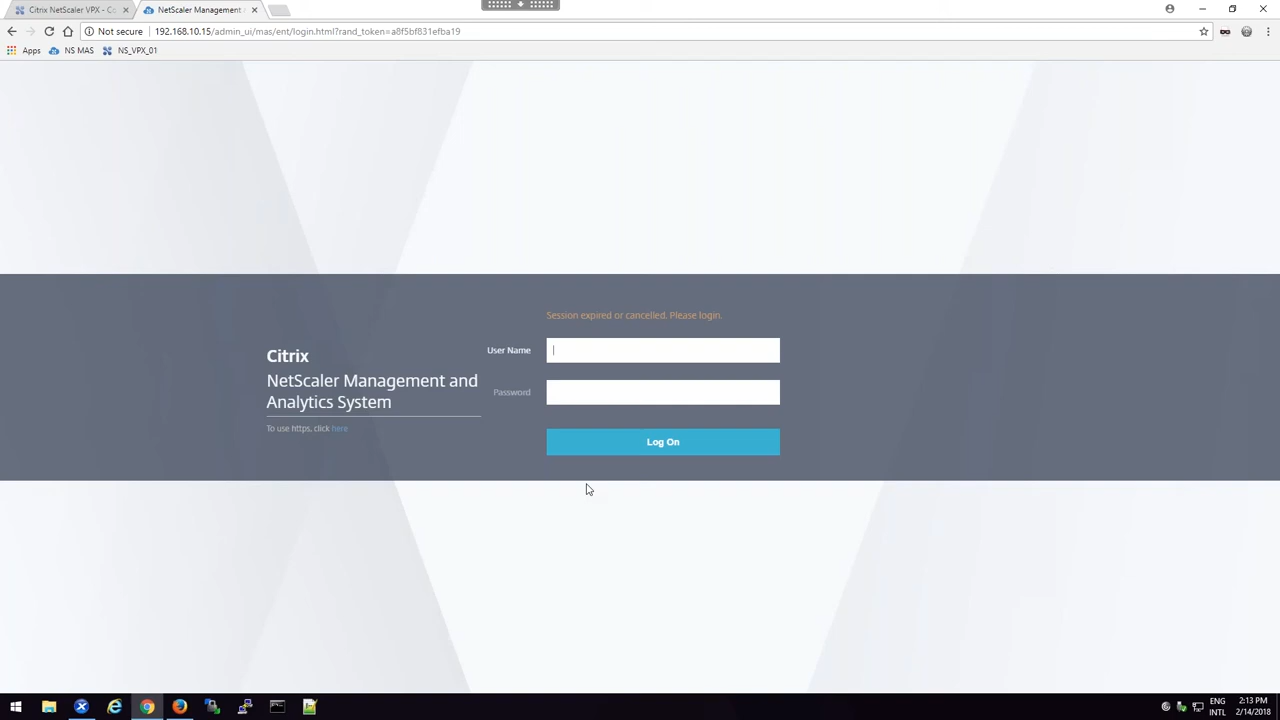 Citrix NetScaler VPX - Co
NetScaler Management A
Not secure
192.168.10.15/admin_ui/mas/ent/login.html?rand_token=a8f5bf831efba19
Apps
NS MAS
NS_VPX_01
Session expired or cancelled. Please login.
User Name
Citrix
NetScaler Management and
Analytics System
Password
To use https, click here
Log On
ENG
2:13 PM
INTL
2/14/2018